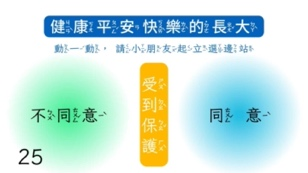 健康平安快樂的長大
動一動，請小朋友起立選邊站
不同意
受到保護
同意
25